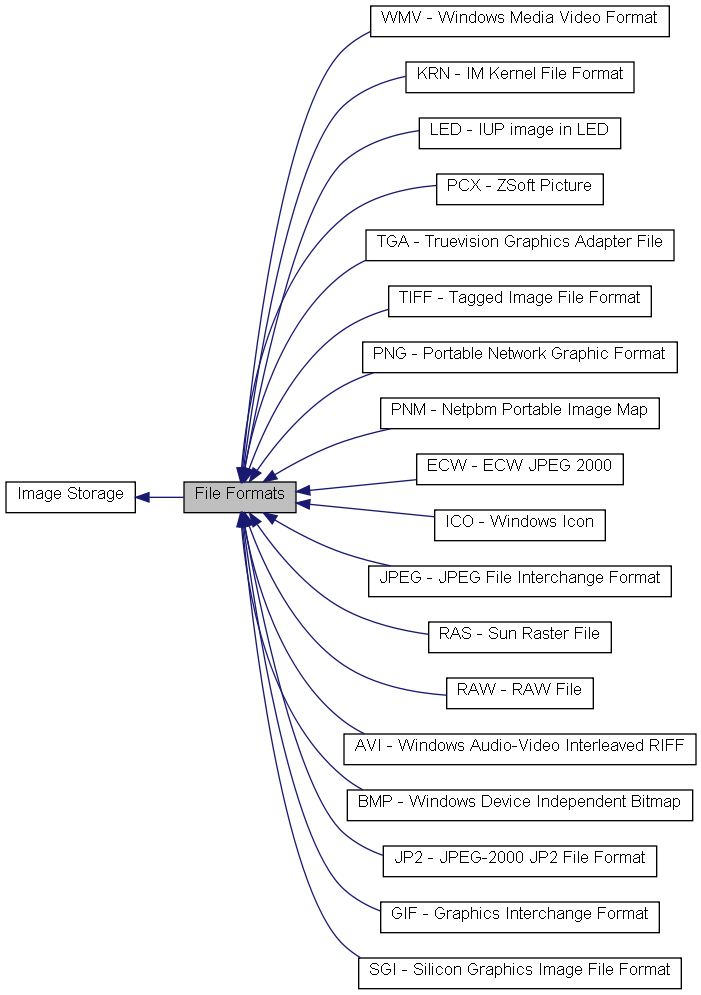 WMV - Windows Media Video Format
KRN - IM Kernel File Format
LED - IUP image in LED
PCX - ZSoft Picture
TGA - Truevision Graphics Adapter File
TIFF - Tagged Image File Format
PNG - Portable Network Graphic Format
PNM - Netpbm Portable Image Map
ECW - ECW JPEG 2000
Image Storage
File Formats
ICO - Windows Icon
JPEG - JPEG File Interchange Format
RAS - Sun Raster File
RAW - RAW File
AVI - Windows Audio-Video Interleaved RIFF
BMP - Windows Device Independent Bitmap
JP2 - JPEG-2000 JP2 File Format
GIF - Graphics Interchange Format
SGI - Silicon Graphics Image File Format